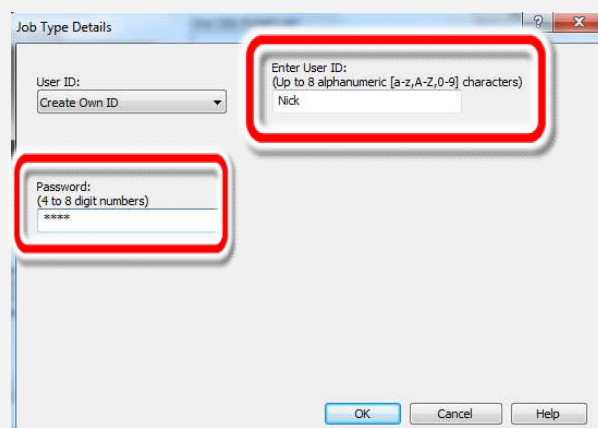 Job Type Details
User ID:
Create Own ID
Enter User ID:
(Up to 8 alphanumeric [a-z,A-Z,0-9] characters)
Nick
Password:
(4 to 8 digit numbers)
****
OK Cancel Help